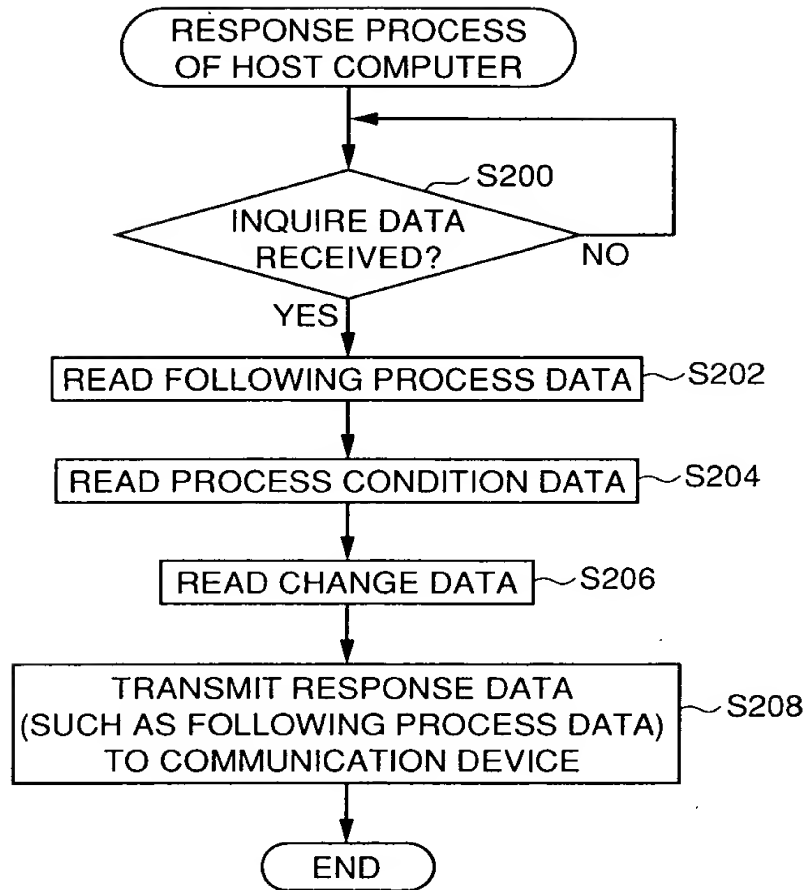 RESPONSE PROCESS
OF HOST COMPUTER
S200
INQUIRE DATA
RECEIVED?
NO
YES
READ FOLLOWING PROCESS DATA
S202
READ PROCESS CONDITION DATA
S204
READ CHANGE DATA
S206
TRANSMIT RESPONSE DATA
(SUCH AS FOLLOWING PROCESS DATA)
TO COMMUNICATION DEVICE
S208
END